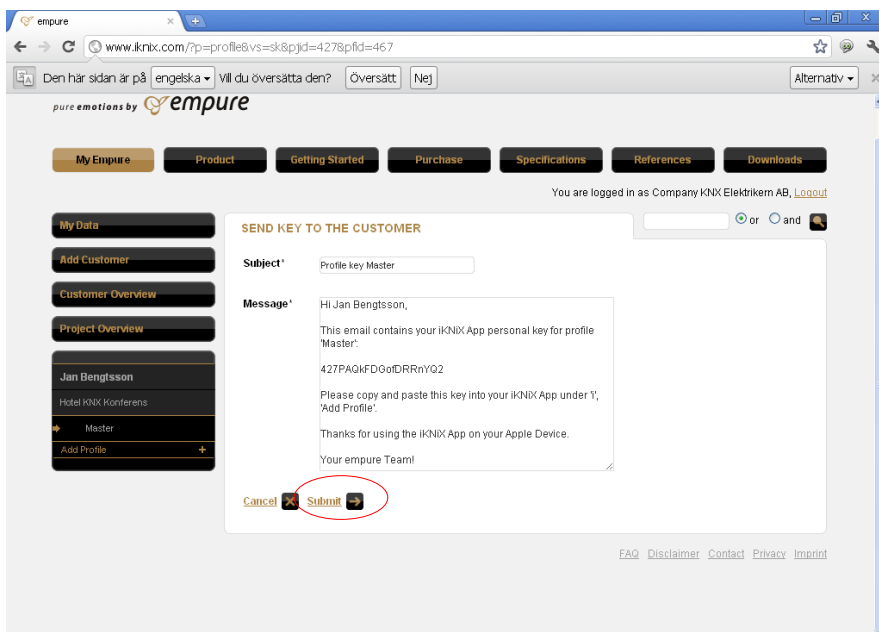 empure
www.iknix.com/?p=profile&vs=sk&pjid=427&pfid=467
Den här sidan är på engelska Vill du översätta den? Översätt Nej Alternativ
pure emotions by empure
My Empure Product Getting Started Purchase Specifications References Downloads
You are logged in as Company KNX Elektrikern AB, Logout
My Data
Add Customer
Customer Overview
Project Overview
Jan Bengtsson
Hotel KNX Konferens
Master
Add Profile +
SEND KEY TO THE CUSTOMER
or and
Subject*
Profile key Master
Message*
Hi Jan Bengtsson,
This email contains your iKNiX App personal key for profile
'Master':
427PAQkFDGofDRRnYQ2
Please copy and paste this key into your iKNiX App under 'i',
'Add Profile'.
Thanks for using the iKNiX App on your Apple Device.
Your empure Team!
Cancel Submit
FAQ Disclaimer Contact Privacy Imprint